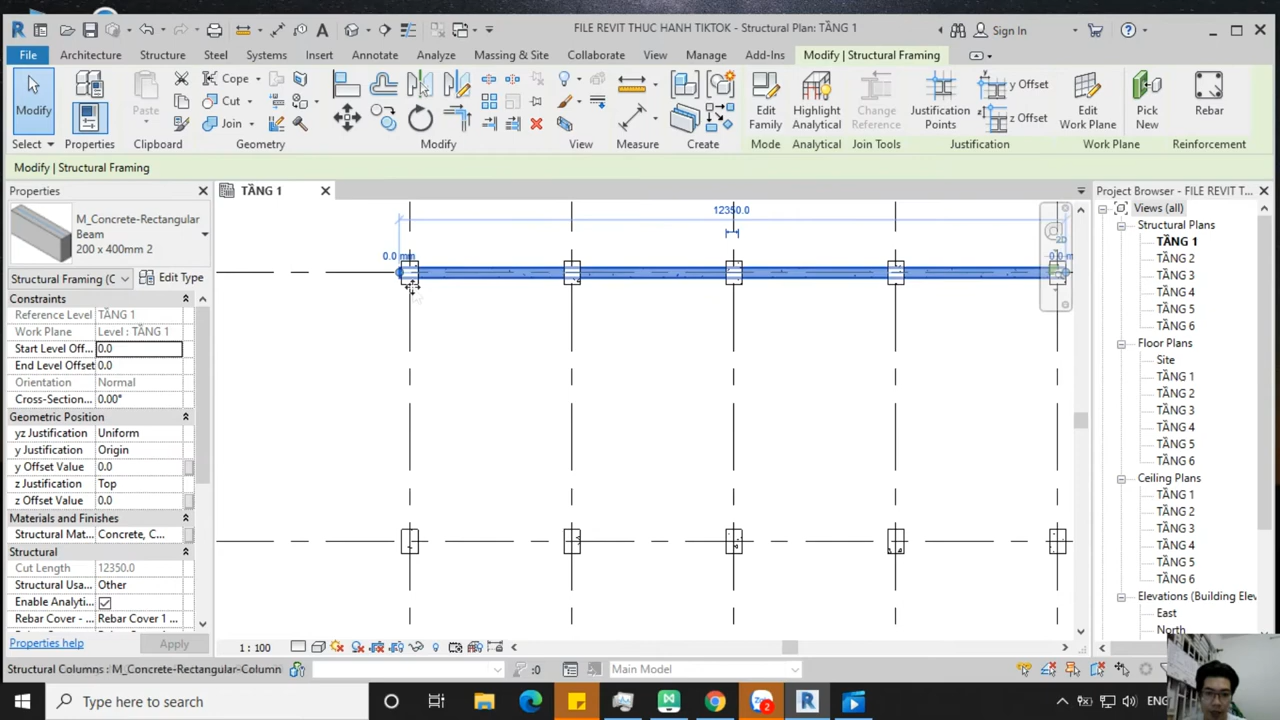 FILE REVIT THUC HANH TIKTOK - Structural Plan: TẦNG 1
Sign In
File Architecture Structure Steel Precast Systems Insert Annotate Analyze Massing & Site Collaborate View Manage Add-Ins Modify | Structural Framing
Modify
Select
Properties
Paste
Cope
Cut
Join
Clipboard
Geometry
Modify
View
Measure
Create
Edit Family
Mode
Highlight Analytical
Analytical
Change Reference
Join Tools
Justification Points
y Offset
z Offset
Justification
Edit Work Plane
Work Plane
Pick New
Rebar
Reinforcement
Modify | Structural Framing
Properties
M_Concrete-Rectangular
Beam
200 x 400mm 2
Structural Framing (C
Edit Type
Constraints
Reference Level TẦNG 1
Work Plane Level : TẦNG 1
Start Level Off... 0.0
End Level Offset 0.0
Orientation Normal
Cross-Section... 0.00°
Geometric Position
yz Justification Uniform
y Justification Origin
y Offset Value 0.0
z Justification Top
z Offset Value 0.0
Materials and Finishes
Structural Mat... Concrete, C...
Structural
Cut Length 12350.0
Structural Usa... Other
Enable Analyti...
Rebar Cover - ... Rebar Cover 1 ...
Properties help
Apply
TẦNG 1
12350.0
0.0 mm
2D
1 : 100
Project Browser - FILE REVIT T...
Views (all)
Structural Plans
TẦNG 1
TẦNG 2
TẦNG 3
TẦNG 4
TẦNG 5
TẦNG 6
Floor Plans
Site
TẦNG 1
TẦNG 2
TẦNG 3
TẦNG 4
TẦNG 5
TẦNG 6
Ceiling Plans
TẦNG 1
TẦNG 2
TẦNG 3
TẦNG 4
TẦNG 5
TẦNG 6
Elevations (Building Elev
East
North
Structural Columns : M_Concrete-Rectangular-Column
:0
Main Model
Type here to search
2
ENG